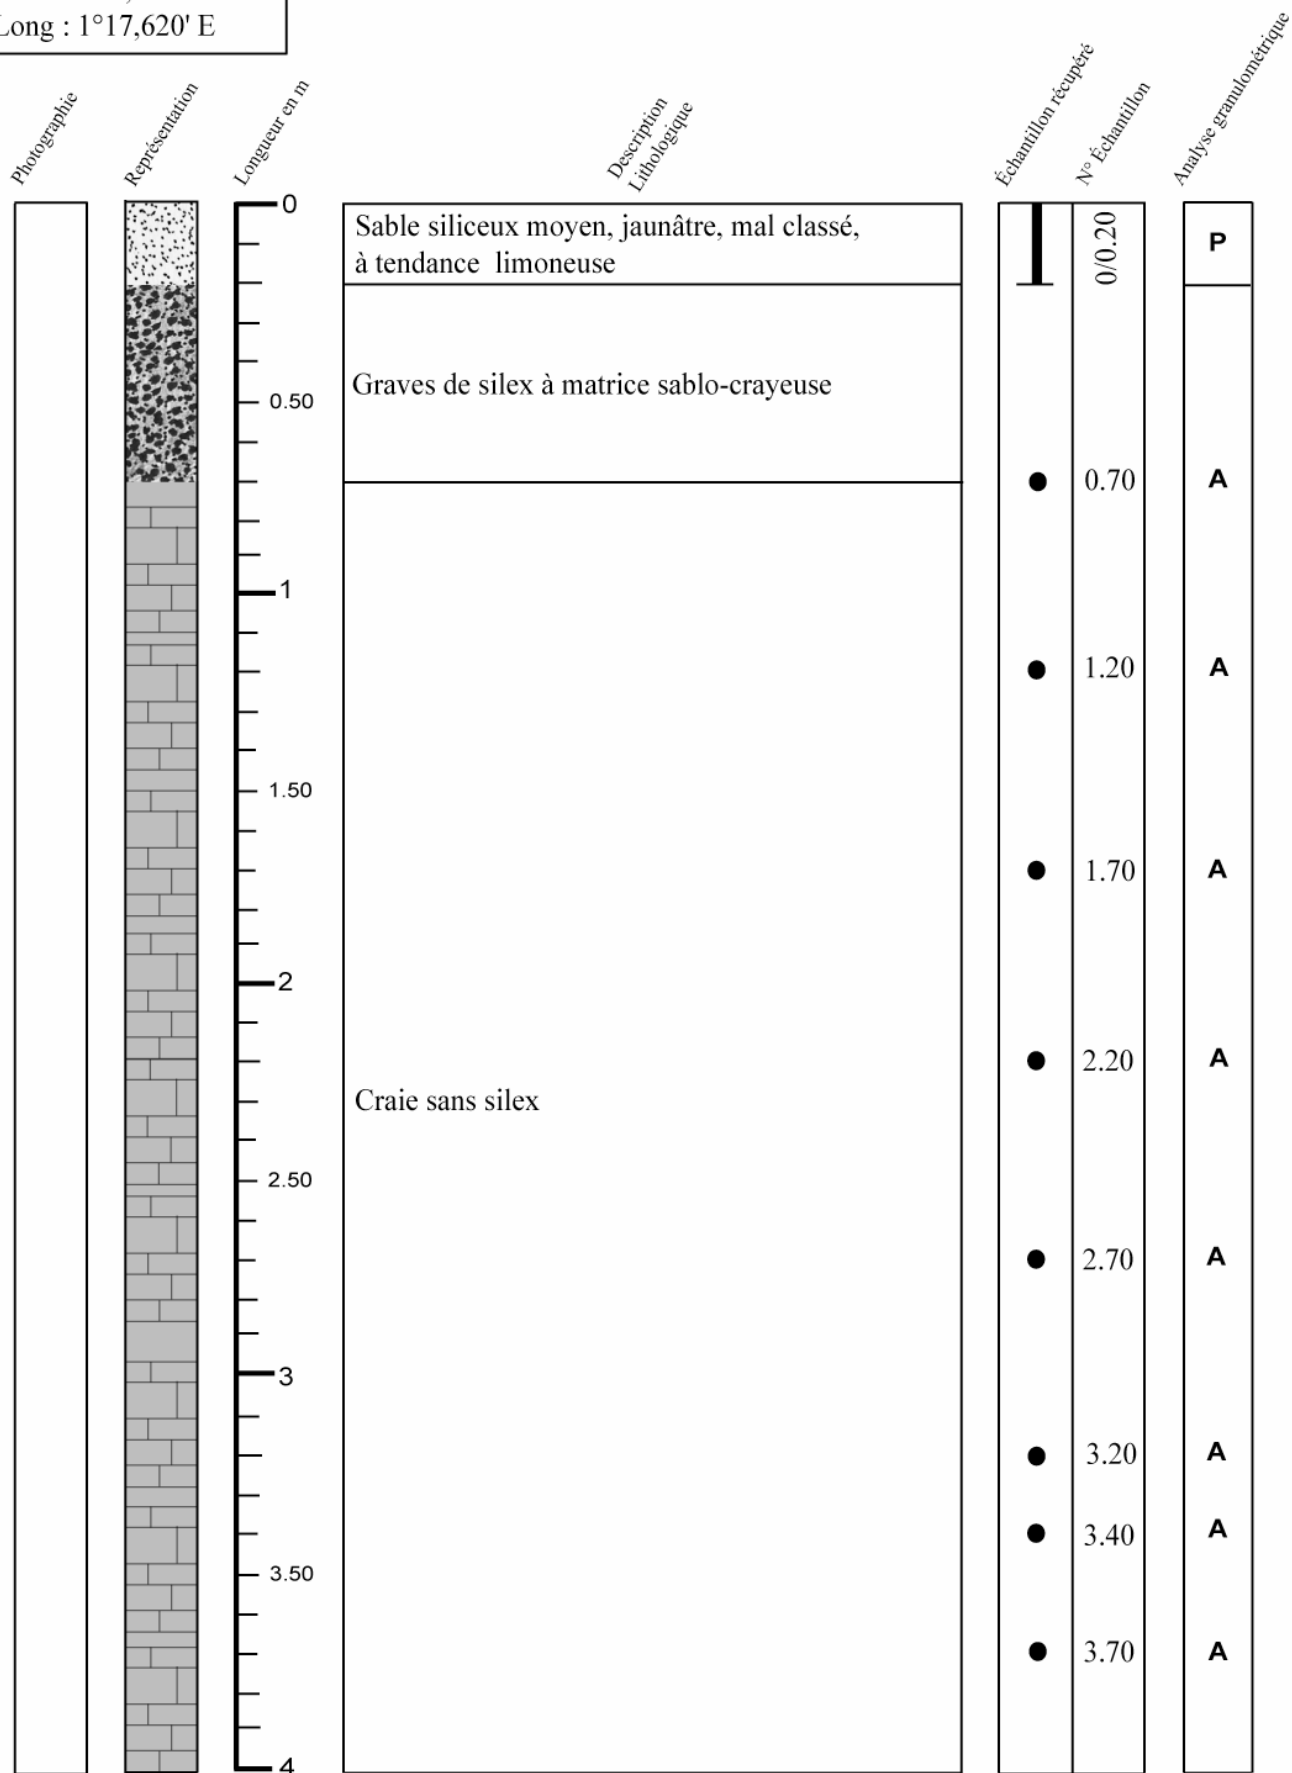 Long : 1°17,620' E
Photographie
Représentation
Longueur en m
Description
Lithologique
Échantillon récupéré
N° Échantillon
Analyse granulométrique
0
Sable siliceux moyen, jaunâtre, mal classé,
à tendance limoneuse
0/0.20
P
Graves de silex à matrice sablo-crayeuse
0.50
0.70
A
1
1.20
A
1.50
1.70
A
2
2.20
A
Craie sans silex
2.50
2.70
A
3
3.20
A
3.40
A
3.50
3.70
A
4